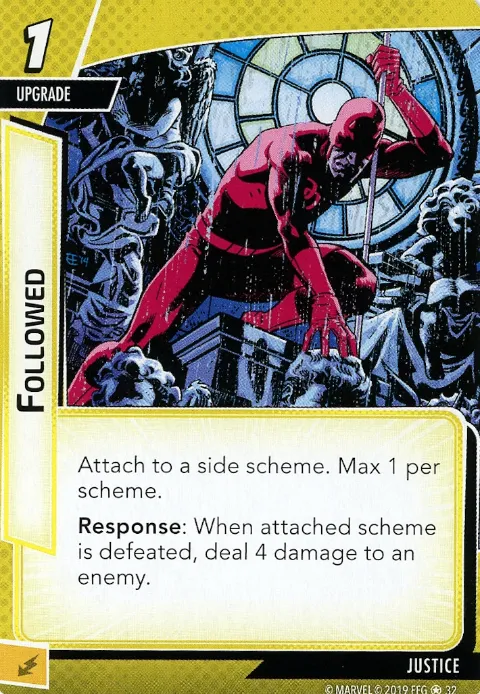 1
UPGRADE
FOLLOWED
Attach to a side scheme. Max 1 per
scheme.
Response: When attached scheme
is defeated, deal 4 damage to an
enemy.
JUSTICE
© MARVEL © 2019 FFG 32